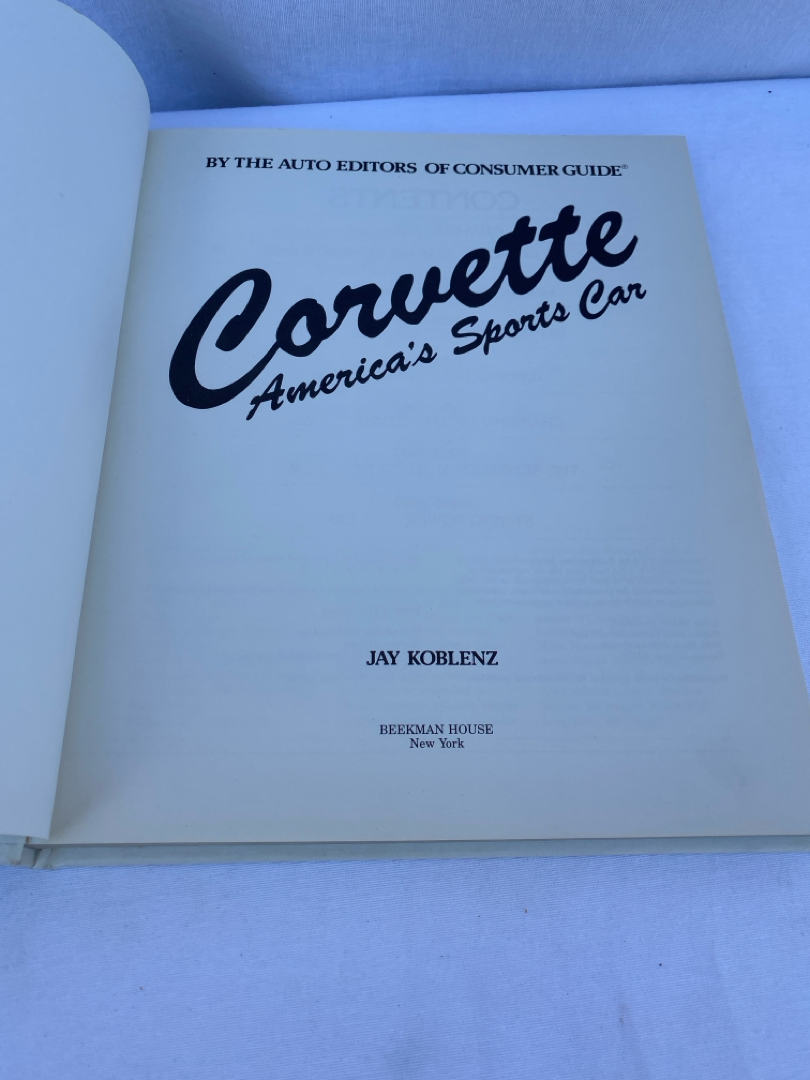 BY THE AUTO EDITORS OF CONSUMER GUIDE®
Corvette
America's Sports Car
JAY KOBLENZ
BEEKMAN HOUSE
New York